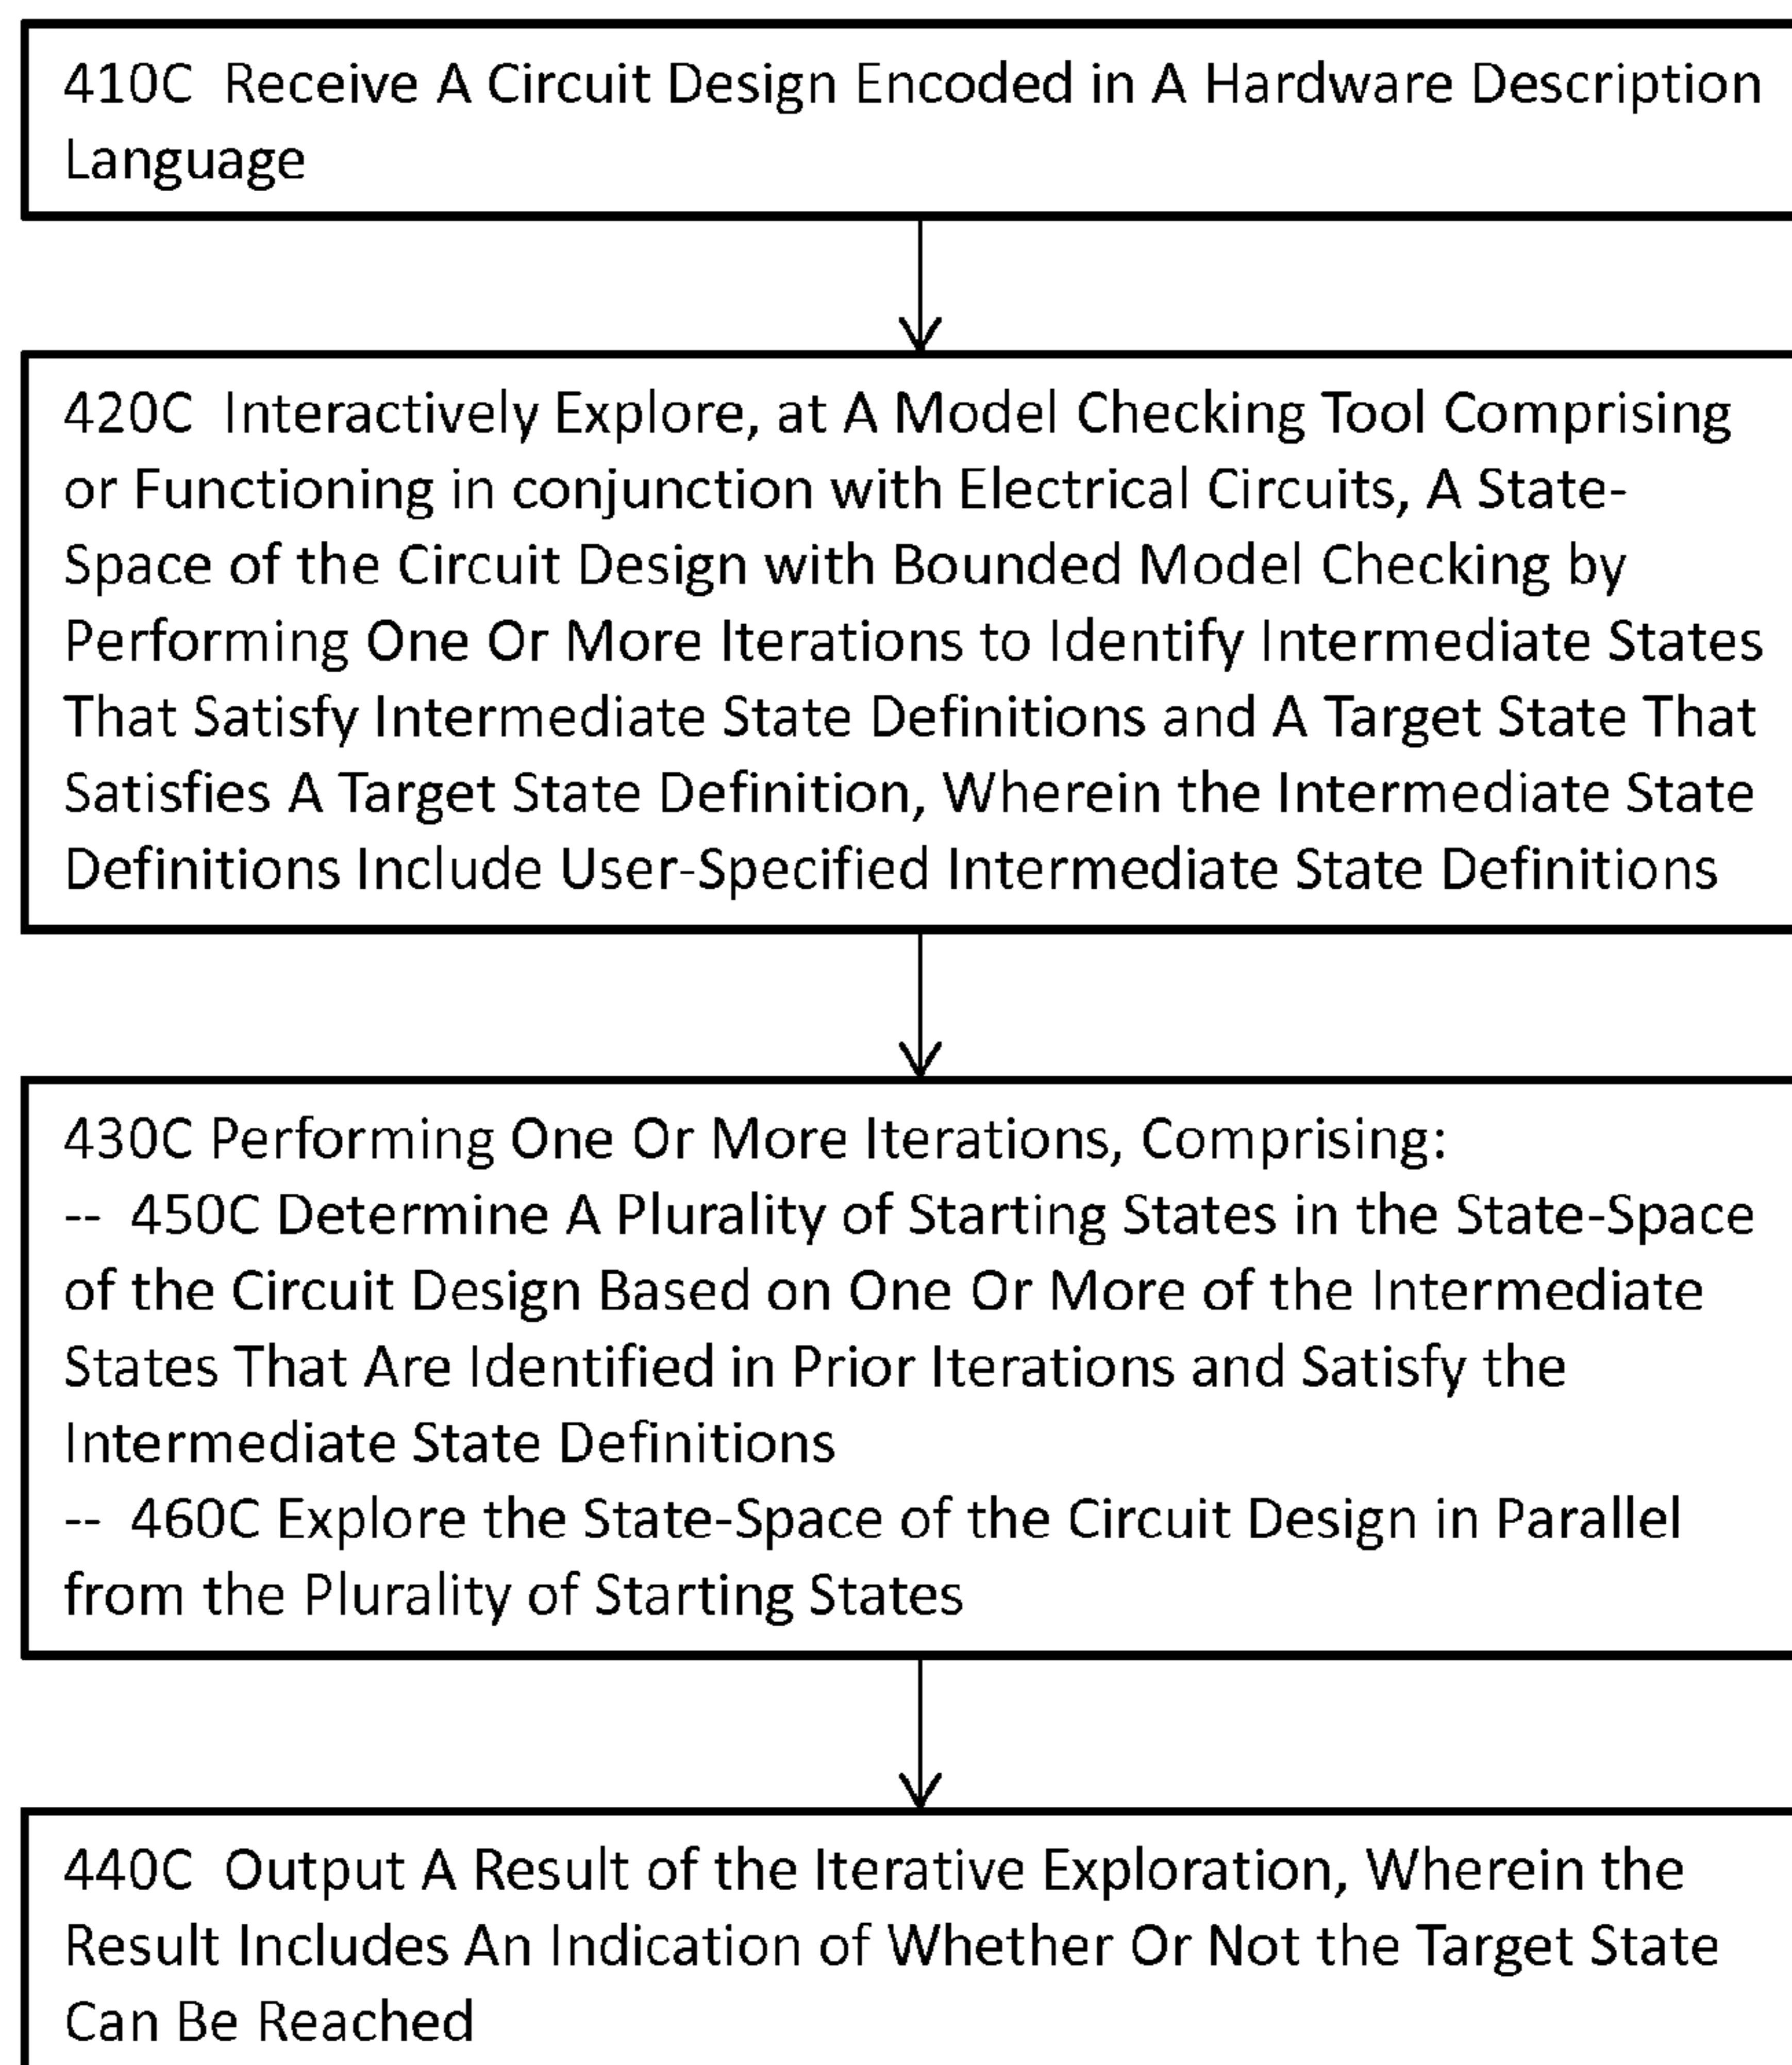 410C Receive A Circuit Design Encoded in A Hardware Description
Language
420C Interactively Explore, at A Model Checking Tool Comprising
or Functioning in conjunction with Electrical Circuits, A State-
Space of the Circuit Design with Bounded Model Checking by
Performing One Or More Iterations to Identify Intermediate States
That Satisfy Intermediate State Definitions and A Target State That
Satisfies A Target State Definition, Wherein the Intermediate State
Definitions Include User-Specified Intermediate State Definitions
430C Performing One Or More Iterations, Comprising:
-- 450C Determine A Plurality of Starting States in the State-Space
of the Circuit Design Based on One Or More of the Intermediate
States That Are Identified in Prior Iterations and Satisfy the
Intermediate State Definitions
-- 460C Explore the State-Space of the Circuit Design in Parallel
from the Plurality of Starting States
440C Output A Result of the Iterative Exploration, Wherein the
Result Includes An Indication of Whether Or Not the Target State
Can Be Reached